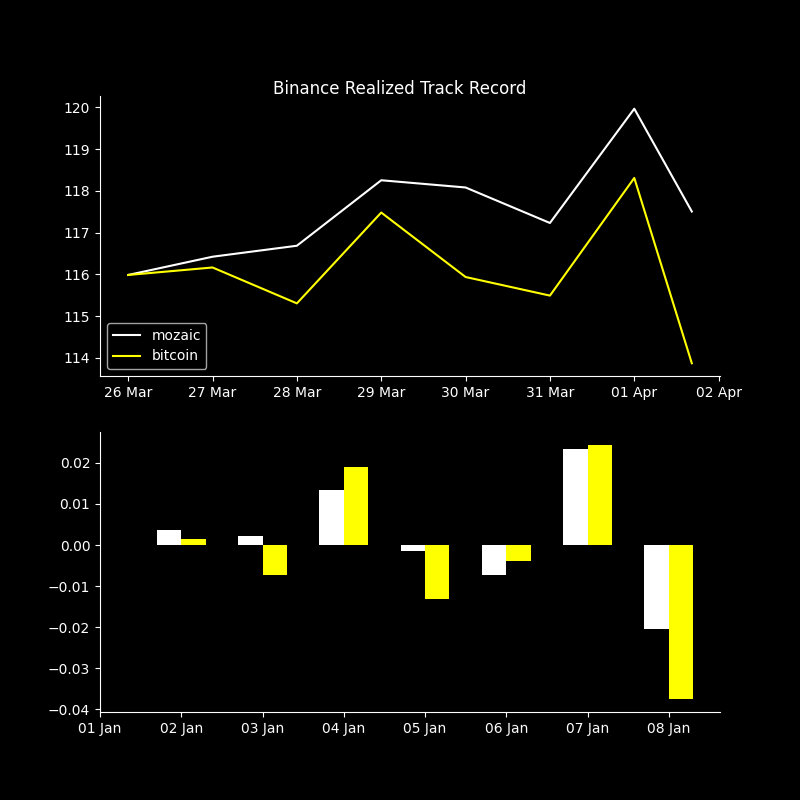 Binance Realized Track Record
120
119
118
117
116
115
114
mozaic
bitcoin
26 Mar 27 Mar 28 Mar 29 Mar 30 Mar 31 Mar 01 Apr 02 Apr
0.02
0.01
0.00
−0.01
−0.02
−0.03
−0.04
01 Jan 02 Jan 03 Jan 04 Jan 05 Jan 06 Jan 07 Jan 08 Jan